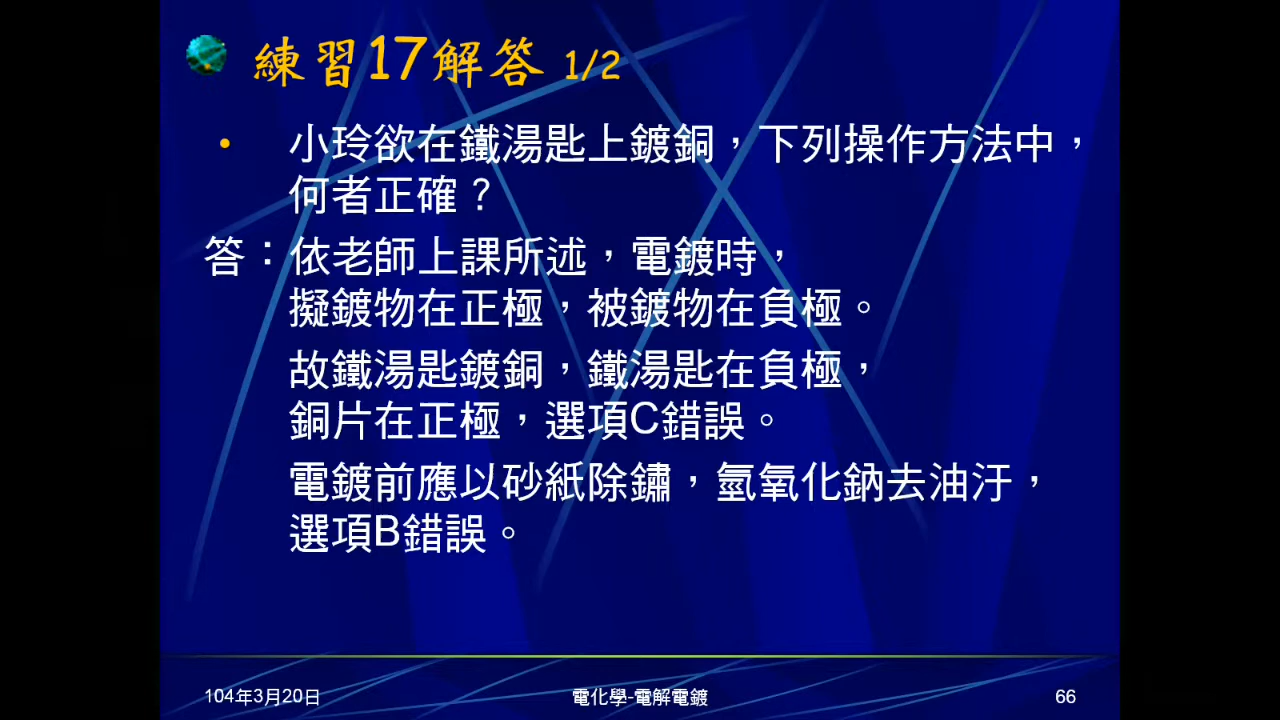 練習17解答 1/2
• 小玲欲在鐵湯匙上鍍銅，下列操作方法中，
何者正確？
答：依老師上課所述，電鍍時，
擬鍍物在正極，被鍍物在負極。
故鐵湯匙鍍銅，鐵湯匙在負極，
銅片在正極，選項C錯誤。
電鍍前應以砂紙除鏽，氫氧化鈉去油汙，
選項B錯誤。
104年3月20日
電化學-電解電鍍
66